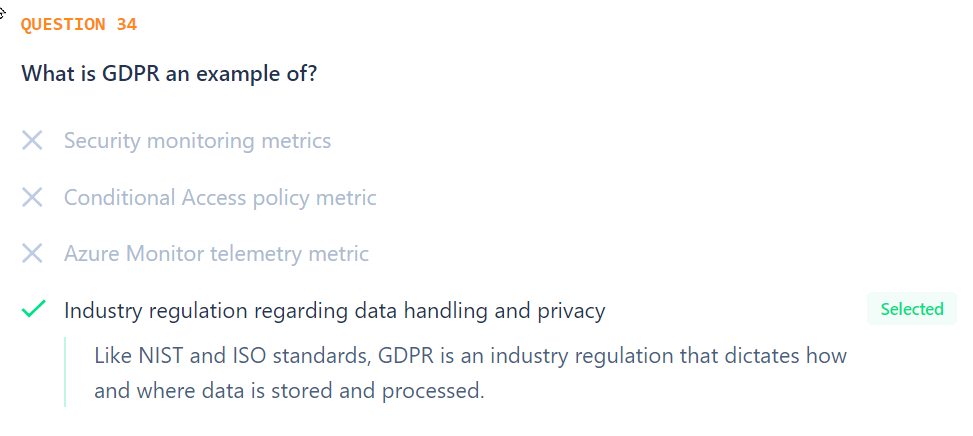 QUESTION 34
What is GDPR an example of?
Security monitoring metrics
Conditional Access policy metric
Azure Monitor telemetry metric
Industry regulation regarding data handling and privacy
Selected
Like NIST and ISO standards, GDPR is an industry regulation that dictates how
and where data is stored and processed.